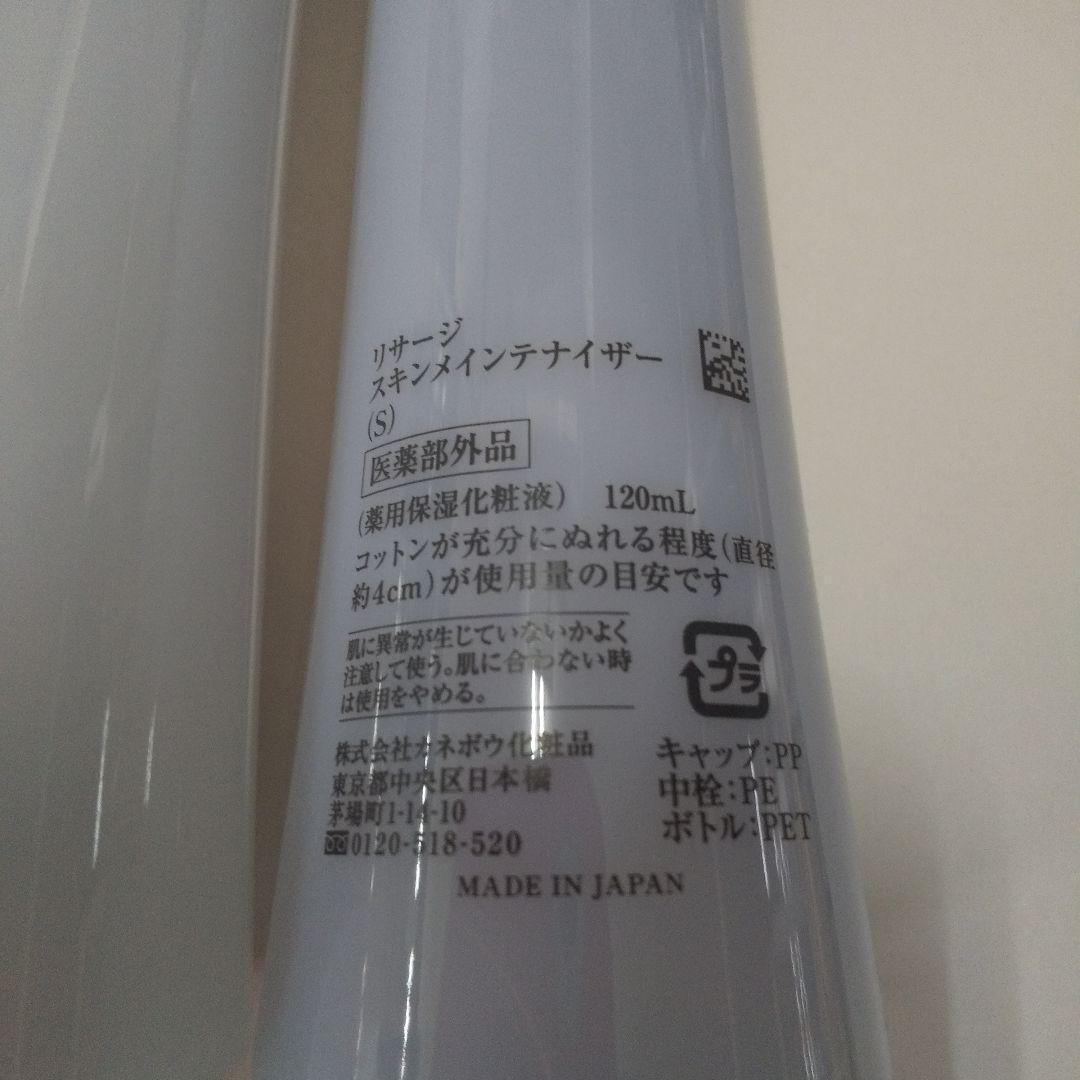 リサージ
スキンメインテナイザー
(S)
医薬部外品
(薬用保湿化粧液) 120mL
コットンが充分にぬれる程度(直径
約4cm)が使用量の目安です
肌に異常が生じていないかよく
注意して使う。肌に合わない時
は使用をやめる。
プラ
株式会社カネボウ化粧品
東京都中央区日本橋
茅場町1-14-10
0120-518-520
キャップ:PP
中栓:PE
ボトル:PET
MADE IN JAPAN